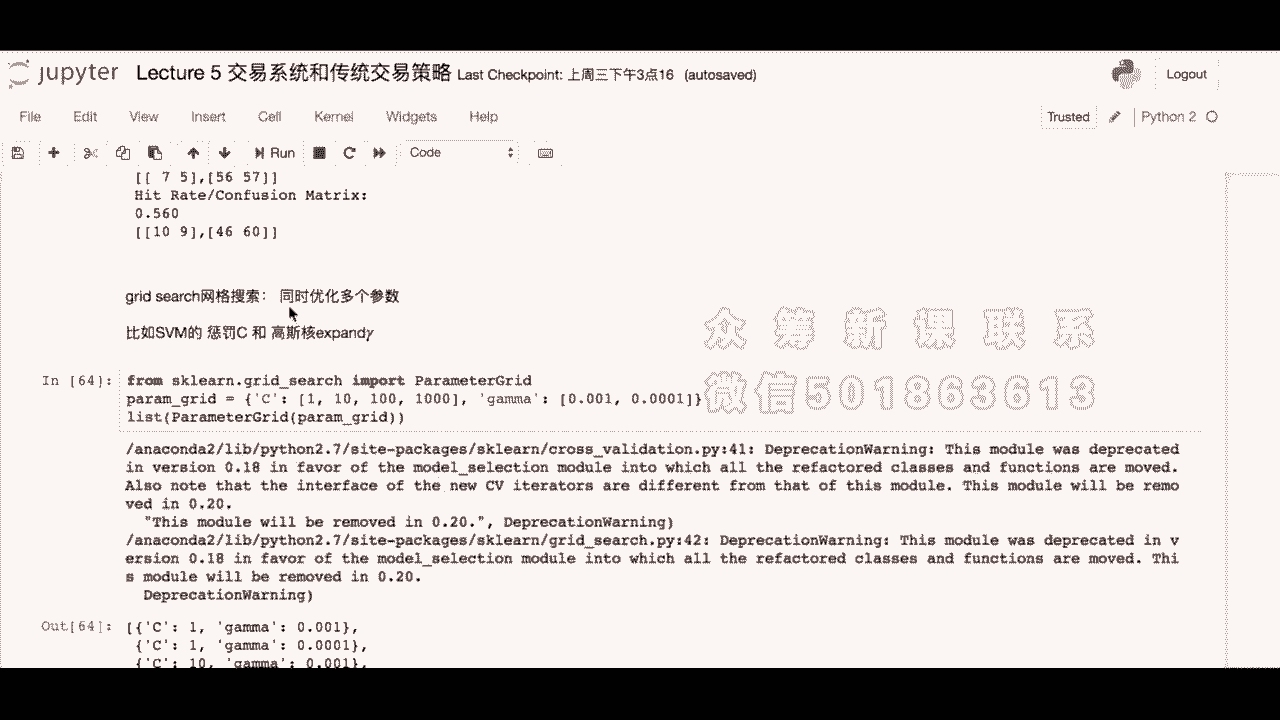 jupyter Lecture 5 交易系统和传统交易策略 Last Checkpoint: 上周三下午3点16 (autosaved)
Logout
File Edit View Insert Cell Kernel Widgets Help
Trusted Python 2
Run Code
[[ 7 5],[56 57]]
Hit Rate/Confusion Matrix:
0.560
[[10 9],[46 60]]
grid search网格搜索： 同时优化多个参数
比如SVM的 惩罚C 和 高斯核expandγ
众筹新课联系
微信501863613
In [64]:
from sklearn.grid_search import ParameterGrid
param_grid = {'C': [1, 10, 100, 1000], 'gamma': [0.001, 0.0001]}
list(ParameterGrid(param_grid))
/anaconda2/lib/python2.7/site-packages/sklearn/cross_validation.py:41: DeprecationWarning: This module was deprecated
in version 0.18 in favor of the model_selection module into which all the refactored classes and functions are moved.
Also note that the interface of the new CV iterators are different from that of this module. This module will be remo
ved in 0.20.
"This module will be removed in 0.20.", DeprecationWarning)
/anaconda2/lib/python2.7/site-packages/sklearn/grid_search.py:42: DeprecationWarning: This module was deprecated in v
ersion 0.18 in favor of the model_selection module into which all the refactored classes and functions are moved. Thi
s module will be removed in 0.20.
DeprecationWarning)
Out[64]:
[{'C': 1, 'gamma': 0.001},
{'C': 1, 'gamma': 0.0001},
{'C': 10, 'gamma': 0.001},